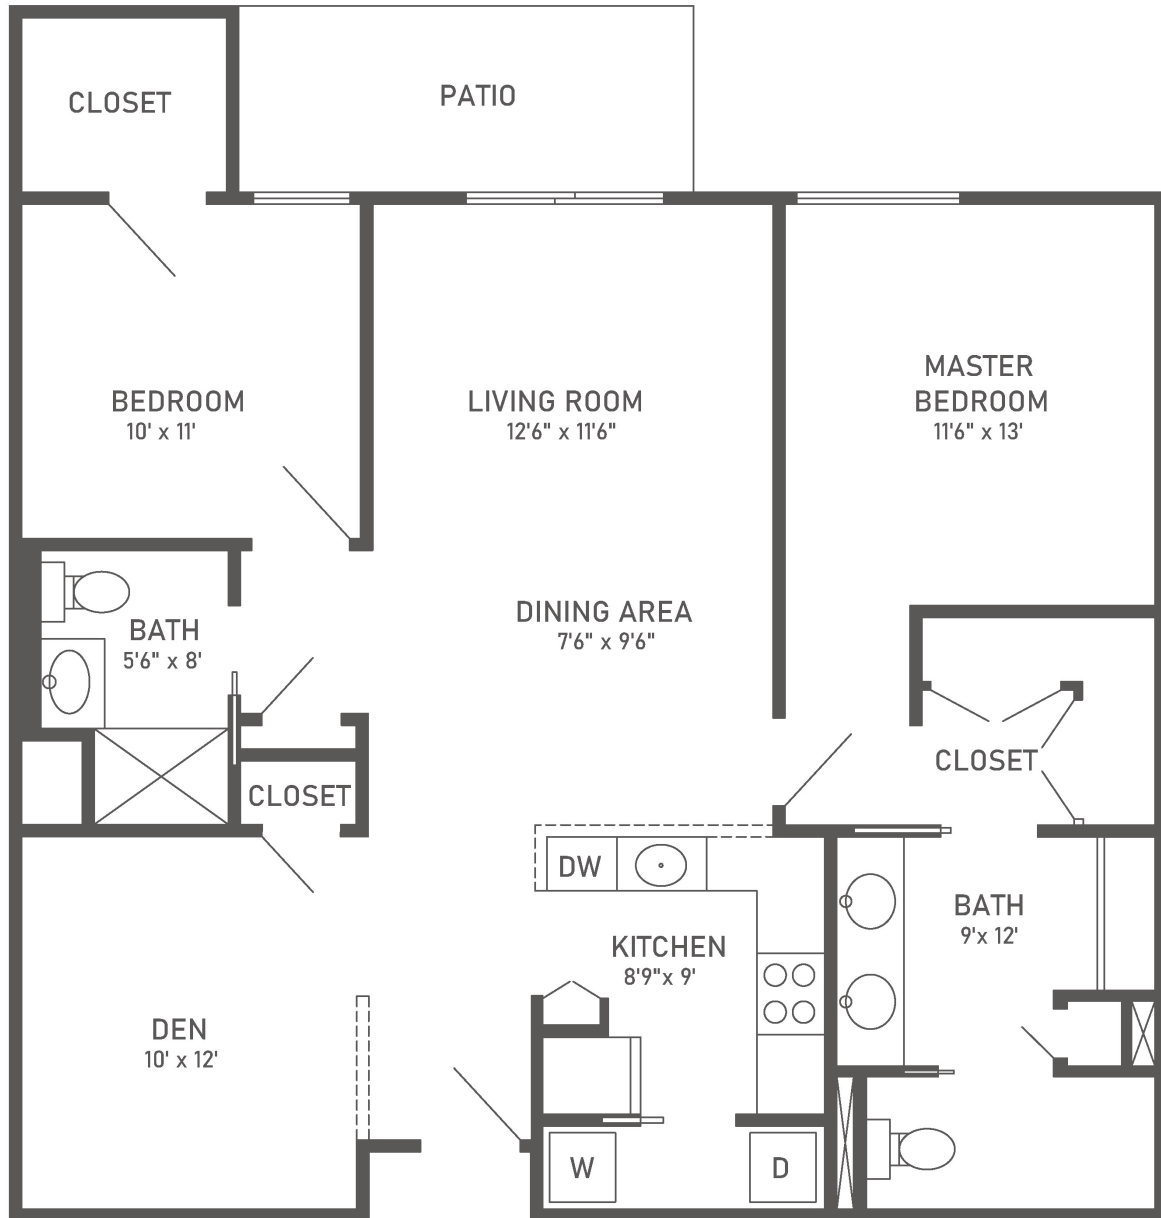 CLOSET
PATIO
BEDROOM
10' x 11'
LIVING ROOM
12'6" x 11'6"
MASTER
BEDROOM
11'6" x 13'
BATH
5'6" x 8'
DINING AREA
7'6" x 9'6"
CLOSET
CLOSET
DW
KITCHEN
8'9"x 9'
BATH
9'x 12'
DEN
10' x 12'
W
D